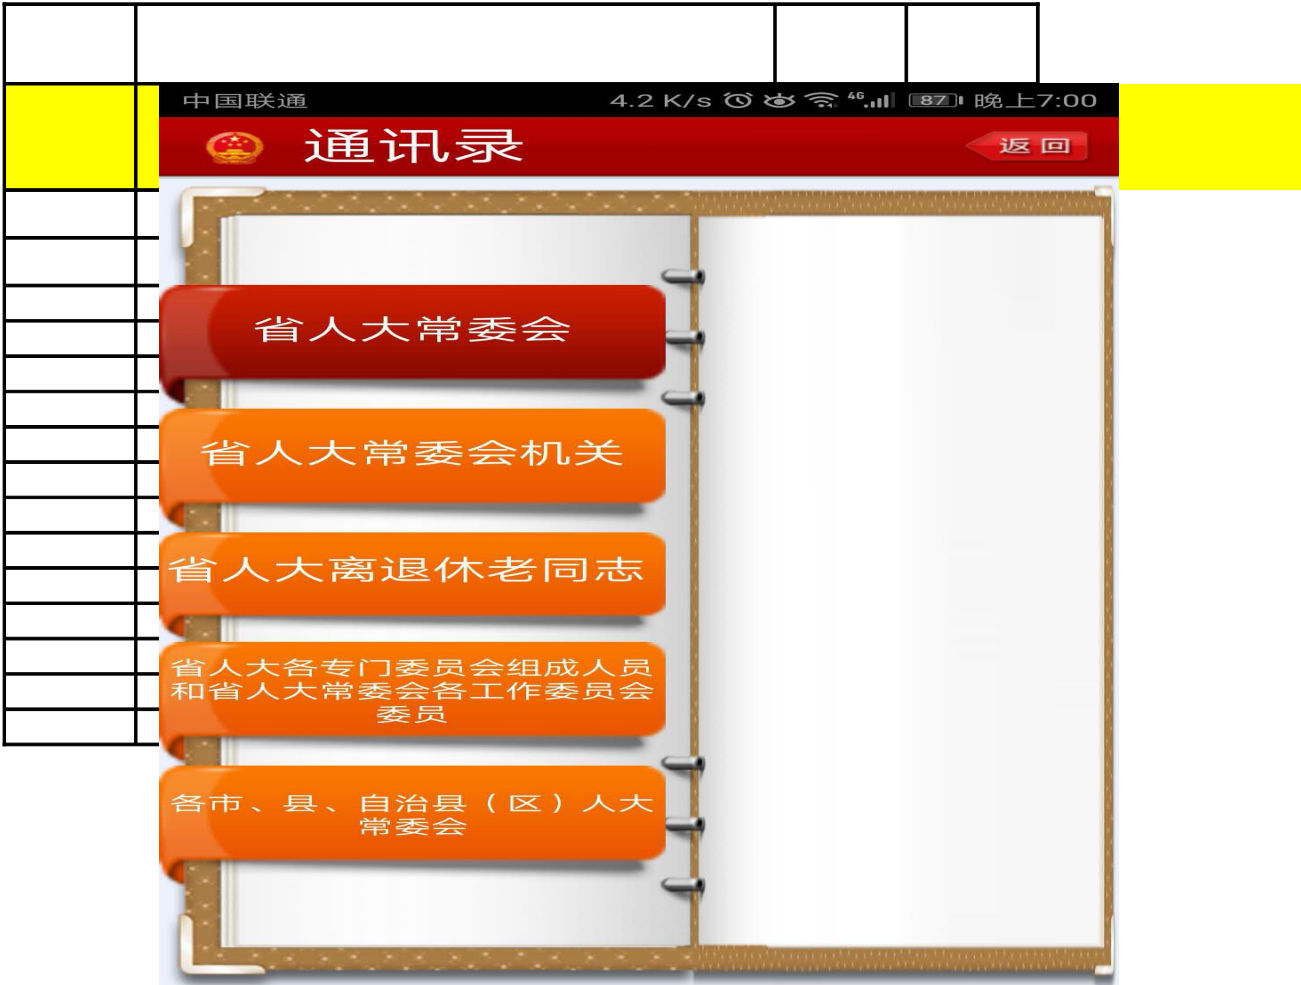 中国联通 4.2 K/s 4G 87 晚上7:00
通讯录 返回
省人大常委会
省人大常委会机关
省人大离退休老同志
省人大各专门委员会组成人员
和省人大常委会各工作委员会
委员
各市、县、自治县（区）人大
常委会